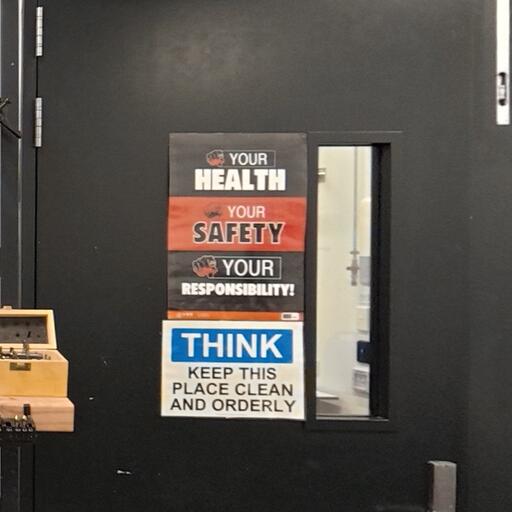 YOUR
HEALTH
YOUR
SAFETY
YOUR
RESPONSIBILITY!
THINK
KEEP THIS
PLACE CLEAN
AND ORDERLY